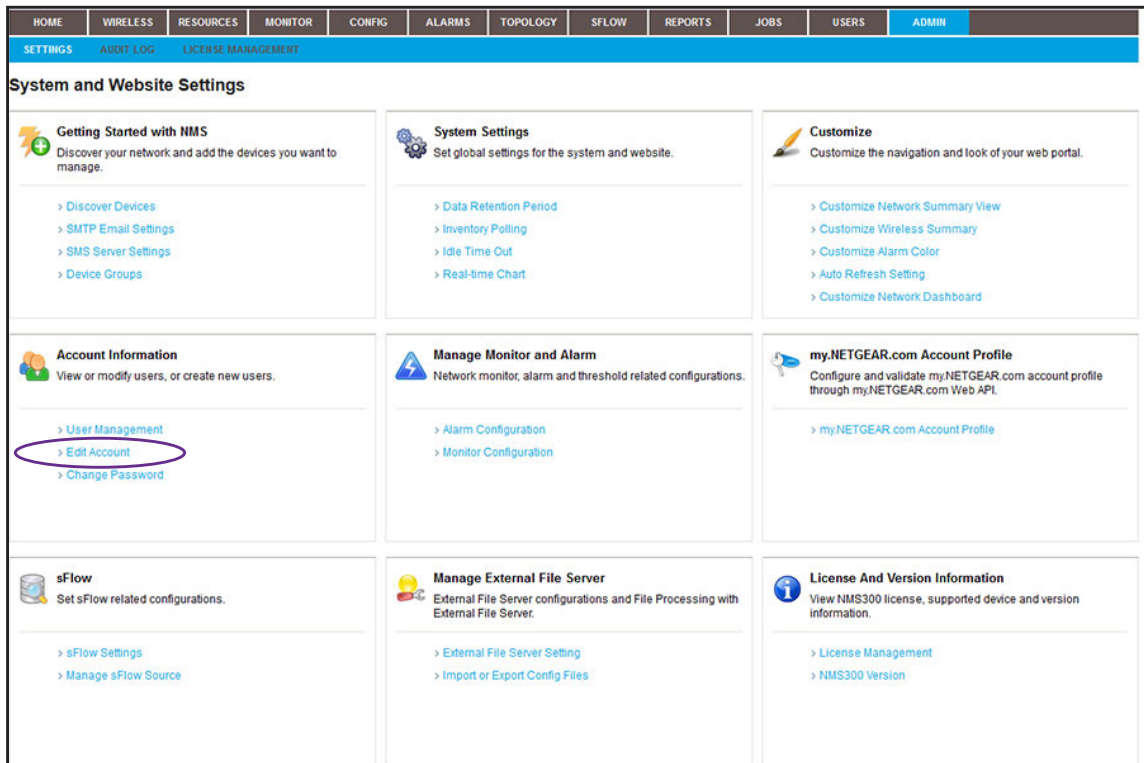 HOME WIRELESS RESOURCES MONITOR CONFIG ALARMS TOPOLOGY SFLOW REPORTS JOBS USERS ADMIN
SETTINGS AUDIT LOG LICENSE MANAGEMENT
System and Website Settings
Getting Started with NMS
Discover your network and add the devices you want to
manage.
> Discover Devices
> SMTP Email Settings
> SMS Server Settings
> Device Groups
System Settings
Set global settings for the system and website.
> Data Retention Period
> Inventory Polling
> Idle Time Out
> Real-time Chart
Customize
Customize the navigation and look of your web portal.
> Customize Network Summary View
> Customize Wireless Summary
> Customize Alarm Color
> Auto Refresh Setting
> Customize Network Dashboard
Account Information
View or modify users, or create new users.
> User Management
> Edit Account
> Change Password
Manage Monitor and Alarm
Network monitor, alarm and threshold related configurations.
> Alarm Configuration
> Monitor Configuration
my.NETGEAR.com Account Profile
Configure and validate my.NETGEAR.com account profile
through my.NETGEAR.com Web API.
> my.NETGEAR.com Account Profile
sFlow
Set sFlow related configurations.
> sFlow Settings
> Manage sFlow Source
Manage External File Server
External File Server configurations and File Processing with
External File Server.
> External File Server Setting
> Import or Export Config Files
License And Version Information
View NMS300 license, supported device and version
information.
> License Management
> NMS300 Version